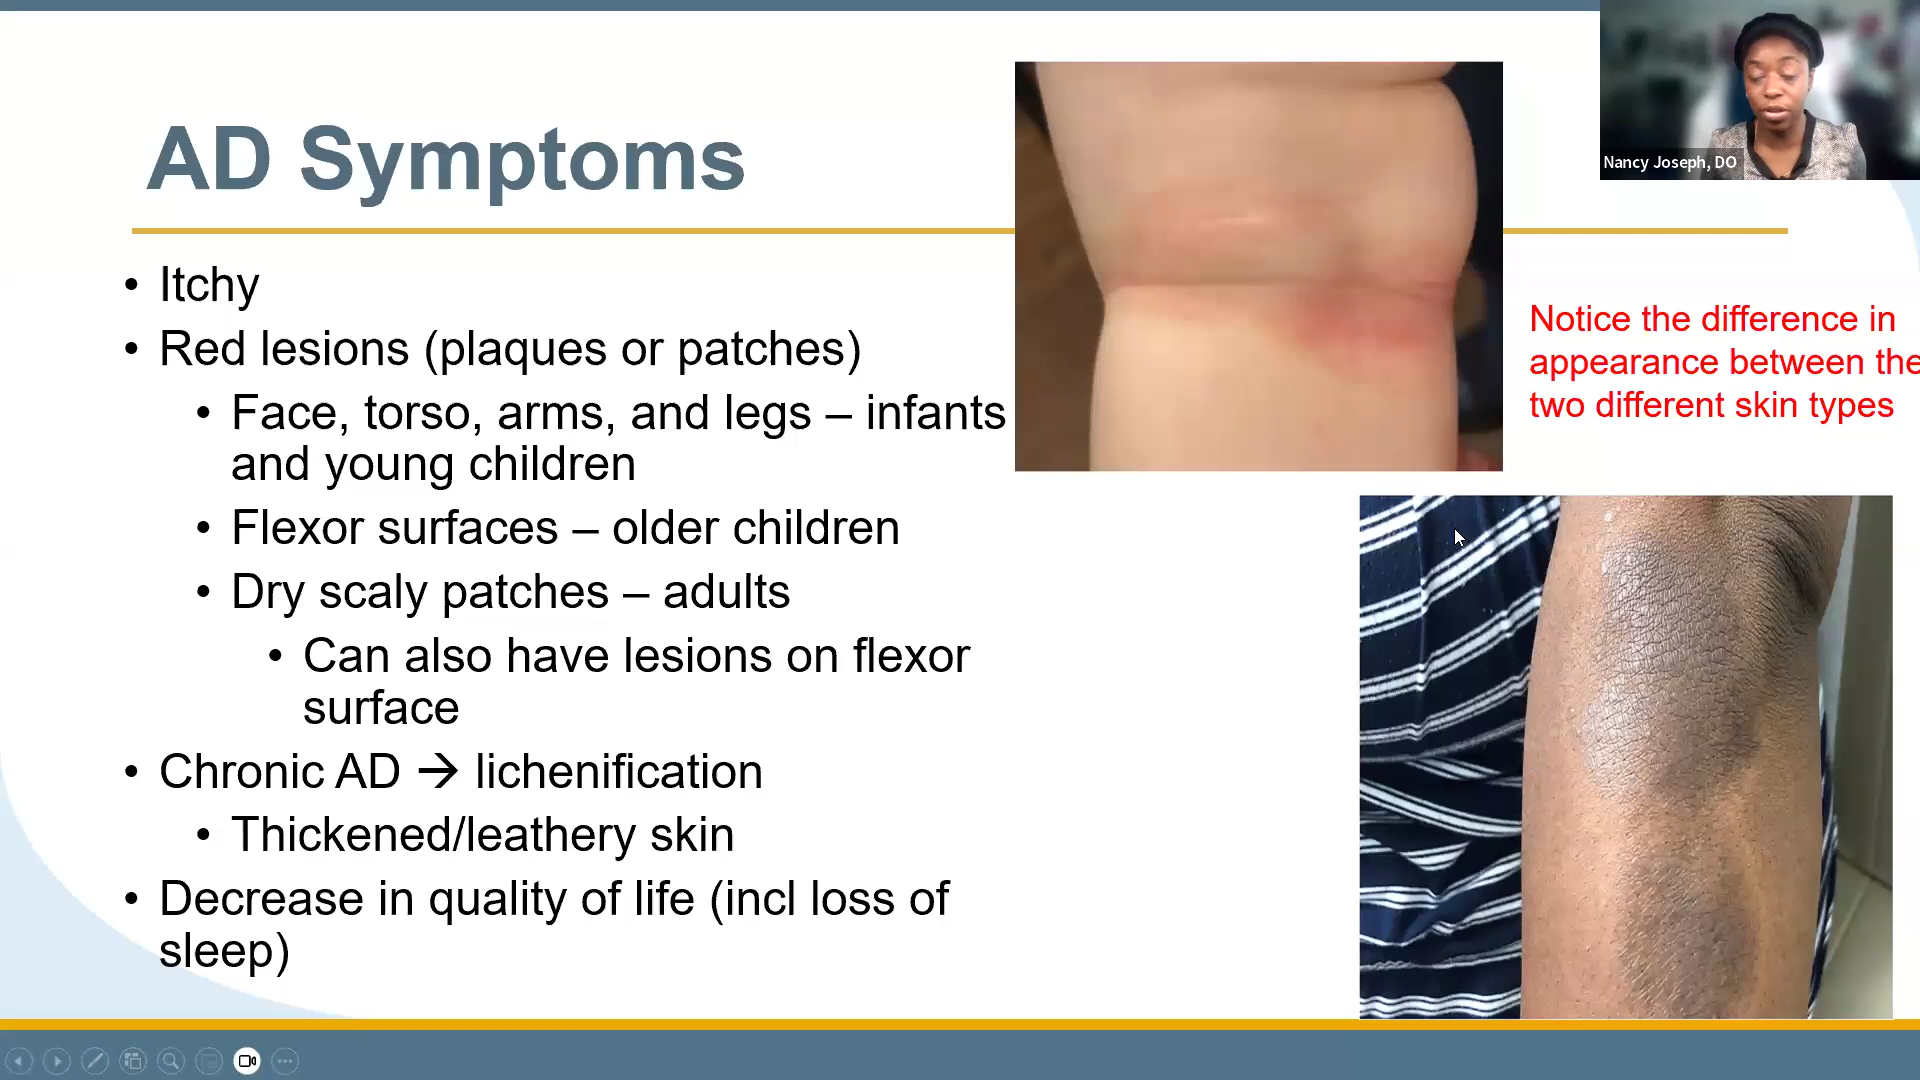 AD Symptoms
• Itchy
• Red lesions (plaques or patches)
• Face, torso, arms, and legs – infants
and young children
• Flexor surfaces – older children
• Dry scaly patches – adults
• Can also have lesions on flexor
surface
• Chronic AD → lichenification
• Thickened/leathery skin
• Decrease in quality of life (incl loss of
sleep)
Nancy Joseph, DO
Notice the difference in
appearance between the
two different skin types